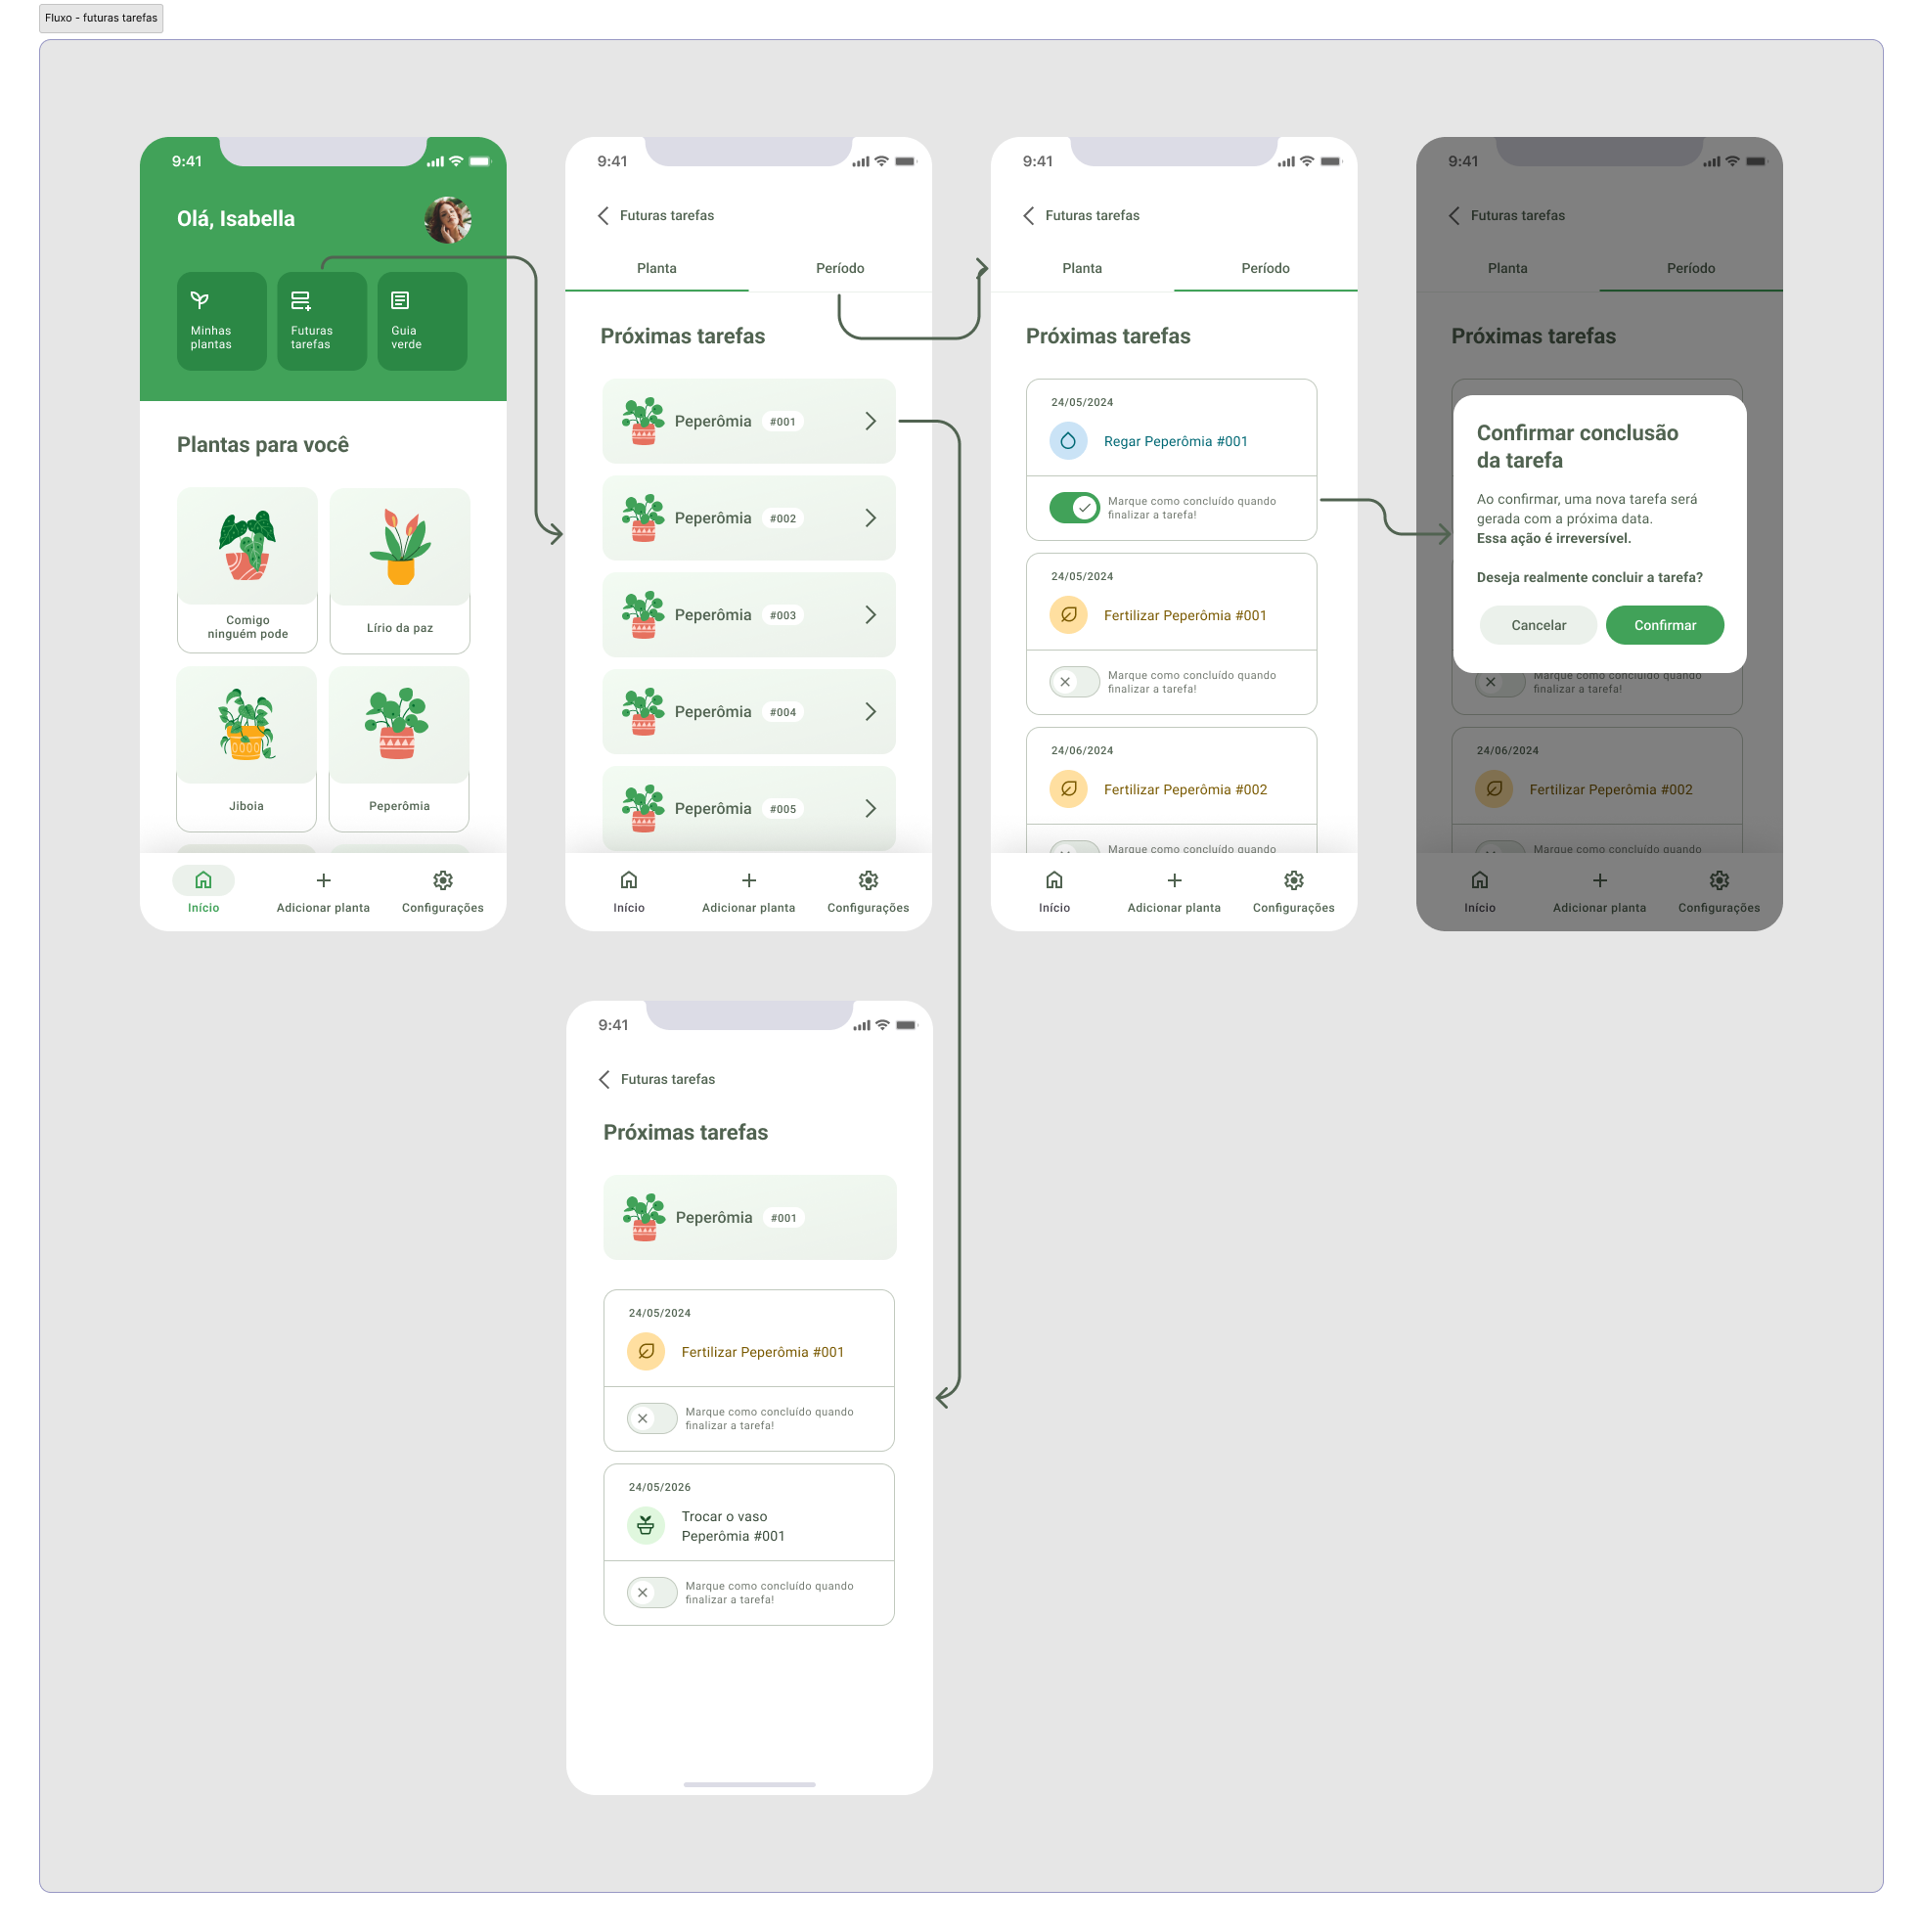 Fluxo - futuras tarefas
9:41
Olá, Isabella
Minhas
plantas
Futuras
tarefas
Guia
verde
Plantas para você
Comigo
ninguém pode
Lírio da paz
Jiboia
Peperômia
Início
Adicionar planta
Configurações
9:41
Futuras tarefas
Planta
Período
Próximas tarefas
Peperômia #001
Peperômia #002
Peperômia #003
Peperômia #004
Peperômia #005
Início
Adicionar planta
Configurações
9:41
Futuras tarefas
Planta
Período
Próximas tarefas
24/05/2024
Regar Peperômia #001
Marque como concluído quando
finalizar a tarefa!
24/05/2024
Fertilizar Peperômia #001
Marque como concluído quando
finalizar a tarefa!
24/06/2024
Fertilizar Peperômia #002
Marque como concluído quando
Início
Adicionar planta
Configurações
9:41
Futuras tarefas
Planta
Período
Próximas tarefas
Confirmar conclusão
da tarefa
Ao confirmar, uma nova tarefa será
gerada com a próxima data.
Essa ação é irreversível.
Deseja realmente concluir a tarefa?
Cancelar
Confirmar
Marque como concluído quando
finalizar a tarefa!
24/06/2024
Fertilizar Peperômia #002
Marque como concluído quando
Início
Adicionar planta
Configurações
9:41
Futuras tarefas
Próximas tarefas
Peperômia #001
24/05/2024
Fertilizar Peperômia #001
Marque como concluído quando
finalizar a tarefa!
24/05/2026
Trocar o vaso
Peperômia #001
Marque como concluído quando
finalizar a tarefa!